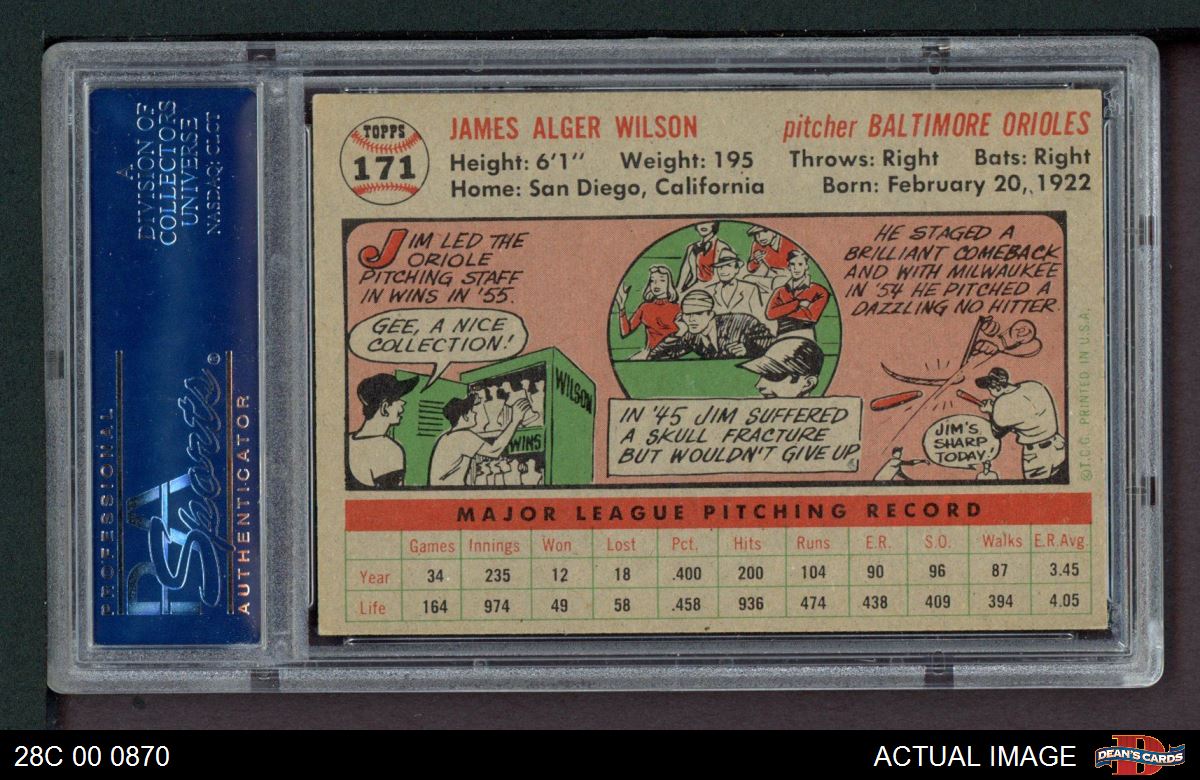 A
DIVISION OF
COLLECTORS
UNIVERSE
NASDAQ: CLCT
PROFESSIONAL
PSA
Sports®
AUTHENTICATOR
TOPPS
171
JAMES ALGER WILSON
pitcher BALTIMORE ORIOLES
Height: 6'1" Weight: 195 Throws: Right Bats: Right
Home: San Diego, California Born: February 20, 1922
JIM LED THE
ORIOLE
PITCHING STAFF
IN WINS IN '55.
GEE, A NICE
COLLECTION!
WILSON
WINS
IN '45 JIM SUFFERED
A SKULL FRACTURE
BUT WOULDN'T GIVE UP
HE STAGED A
BRILLIANT COMEBACK
AND WITH MILWAUKEE
IN '54 HE PITCHED A
DAZZLING NO HITTER.
JIM'S
SHARP
TODAY!
©T.C.G. PRINTED IN U.S.A.
MAJOR LEAGUE PITCHING RECORD
Games Innings Won Lost Pct. Hits Runs E.R. S.O. Walks E.R.Avg
Year 34 235 12 18 .400 200 104 90 96 87 3.45
Life 164 974 49 58 .458 936 474 438 409 394 4.05
28C 00 0870
ACTUAL IMAGE
DEAN'S CARDS